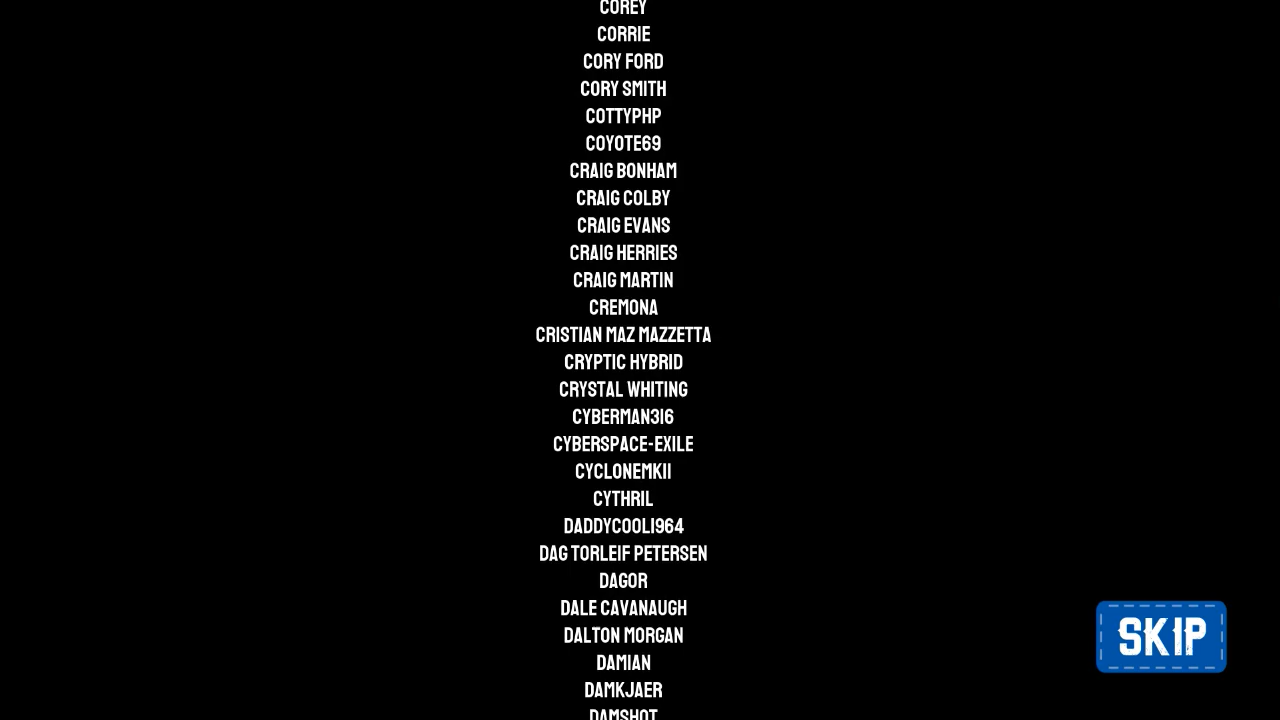 COREY
CORRIE
CORY FORD
CORY SMITH
COTTYPHP
COYOTE69
CRAIG BONHAM
CRAIG COLBY
CRAIG EVANS
CRAIG HERRIES
CRAIG MARTIN
CREMONA
CRISTIAN MAZ MAZZETTA
CRYPTIC HYBRID
CRYSTAL WHITING
CYBERMAN316
CYBERSPACE-EXILE
CYCLONEMKII
CYTHRIL
DADDYCOOL1964
DAG TORLEIF PETERSEN
DAGOR
DALE CAVANAUGH
DALTON MORGAN
DAMIAN
DAMKJAER
DAMSHOT
SKIP